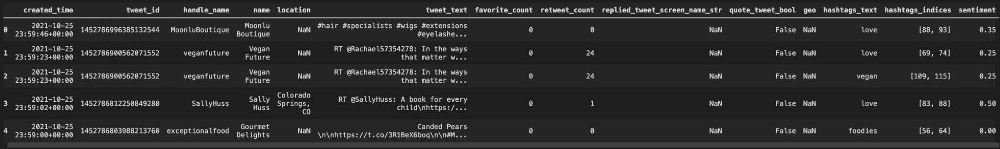 created_time tweet_id handle_name name location tweet_text favorite_count retweet_count replied_tweet_screen_name_str quote_tweet_bool geo hashtags_text hashtags_indices sentiment
0 2021-10-25 23:59:46+00:00 1452786996385132544 MoonluBoutique Moonlu Boutique NaN #hair #specialists #wigs #extensions #eyelashe... 0 0 NaN False NaN love [88, 93] 0.35
1 2021-10-25 23:59:23+00:00 1452786900562071552 veganfuture Vegan Future NaN RT @Rachael57354278: In the ways that matter w... 0 24 NaN False NaN love [69, 74] 0.25
2 2021-10-25 23:59:23+00:00 1452786900562071552 veganfuture Vegan Future NaN RT @Rachael57354278: In the ways that matter w... 0 24 NaN False NaN vegan [109, 115] 0.25
3 2021-10-25 23:59:02+00:00 1452786812250849280 SallyHuss Sally Huss Colorado Springs, CO RT @SallyHuss: A book for every child\nhttps:/... 0 1 NaN False NaN love [83, 88] 0.50
4 2021-10-25 23:59:00+00:00 1452786803988213760 exceptionalfood Gourmet Delights NaN Canded Pears \n\nhttps://t.co/3R1BeX6boq\n\n#M... 0 0 NaN False NaN foodies [56, 64] 0.00